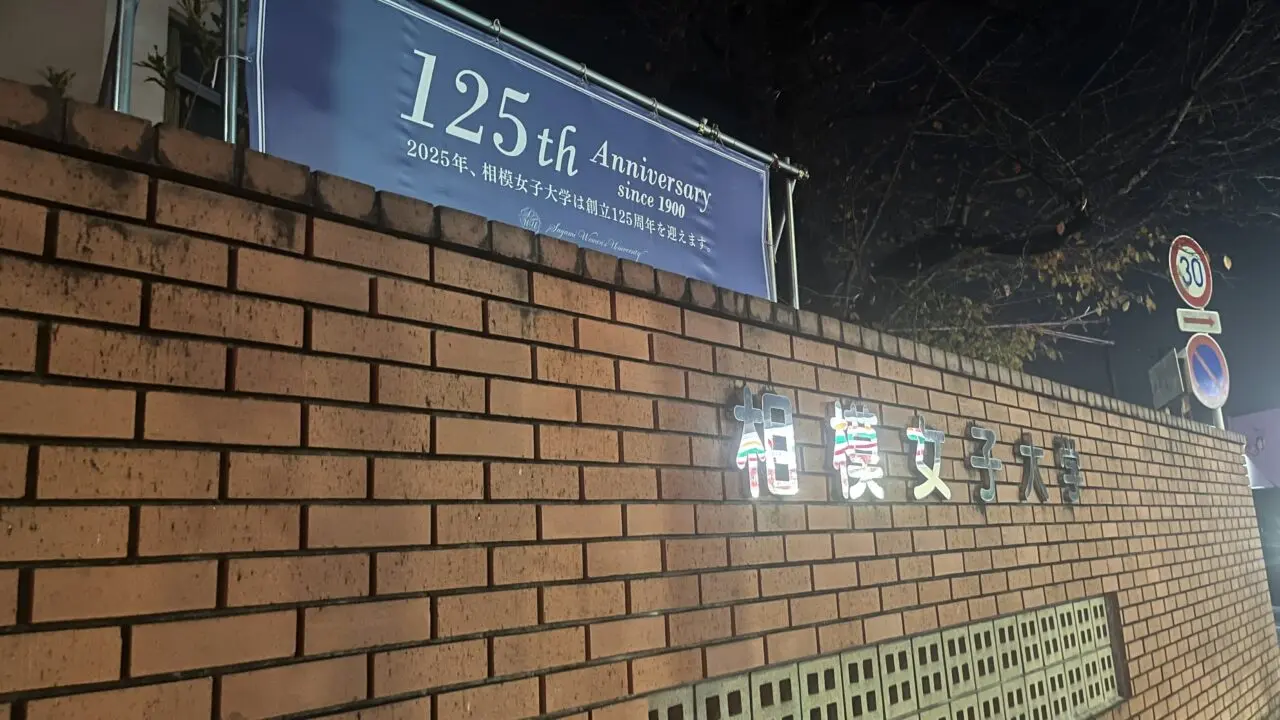 125th Anniversary
since 1900
2025年、相模女子大学は創立125周年を迎えます。
Sagami Women's University
相模女子大学
30